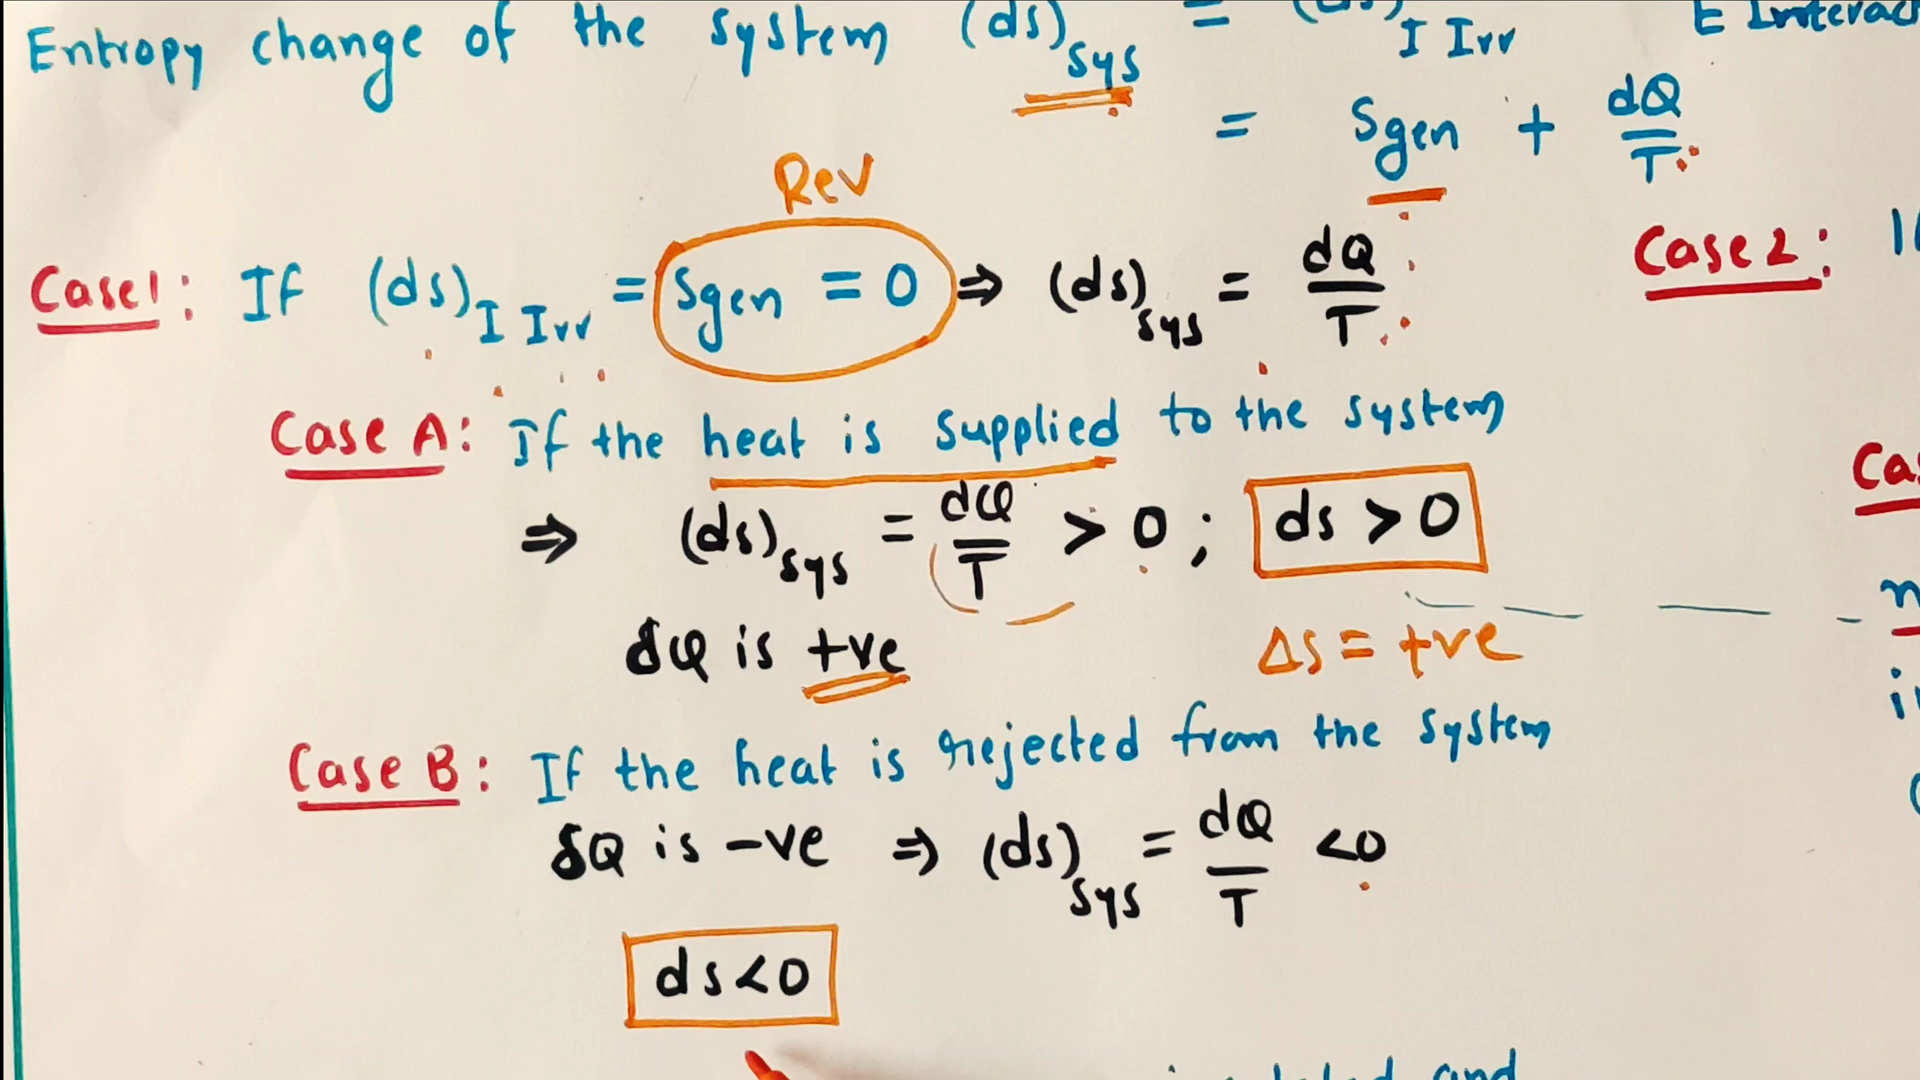 Entropy change of the system (ds)sys = (ds) I Irr
= Sgen + dQ/T
Rev
Case 1: If (ds)I Irr = Sgen = 0 ⇒ (ds)sys = dQ/T
Case 2:
Case A: If the heat is supplied to the system
⇒ (ds)sys = dQ/T > 0 ; ds > 0
δQ is +ve
Δs = +ve
Case B: If the heat is rejected from the system
δQ is -ve ⇒ (ds)sys = dQ/T <0
ds<0
and